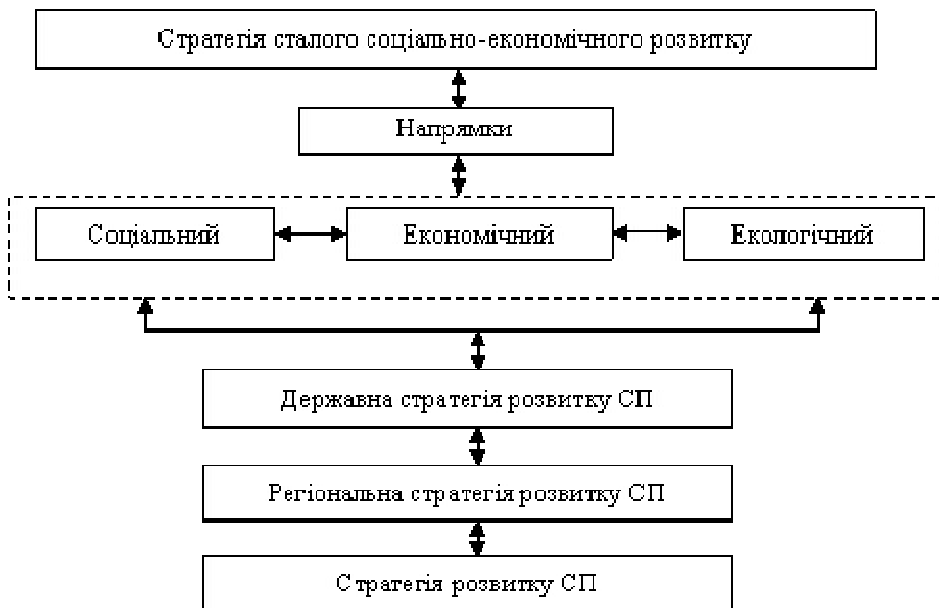 Стратегія сталого соціально-економічного розвитку
Напрямки
Соціальний
Економічний
Екологічний
Державна стратегія розвитку СП
Регіональна стратегія розвитку СП
Стратегія розвитку СП